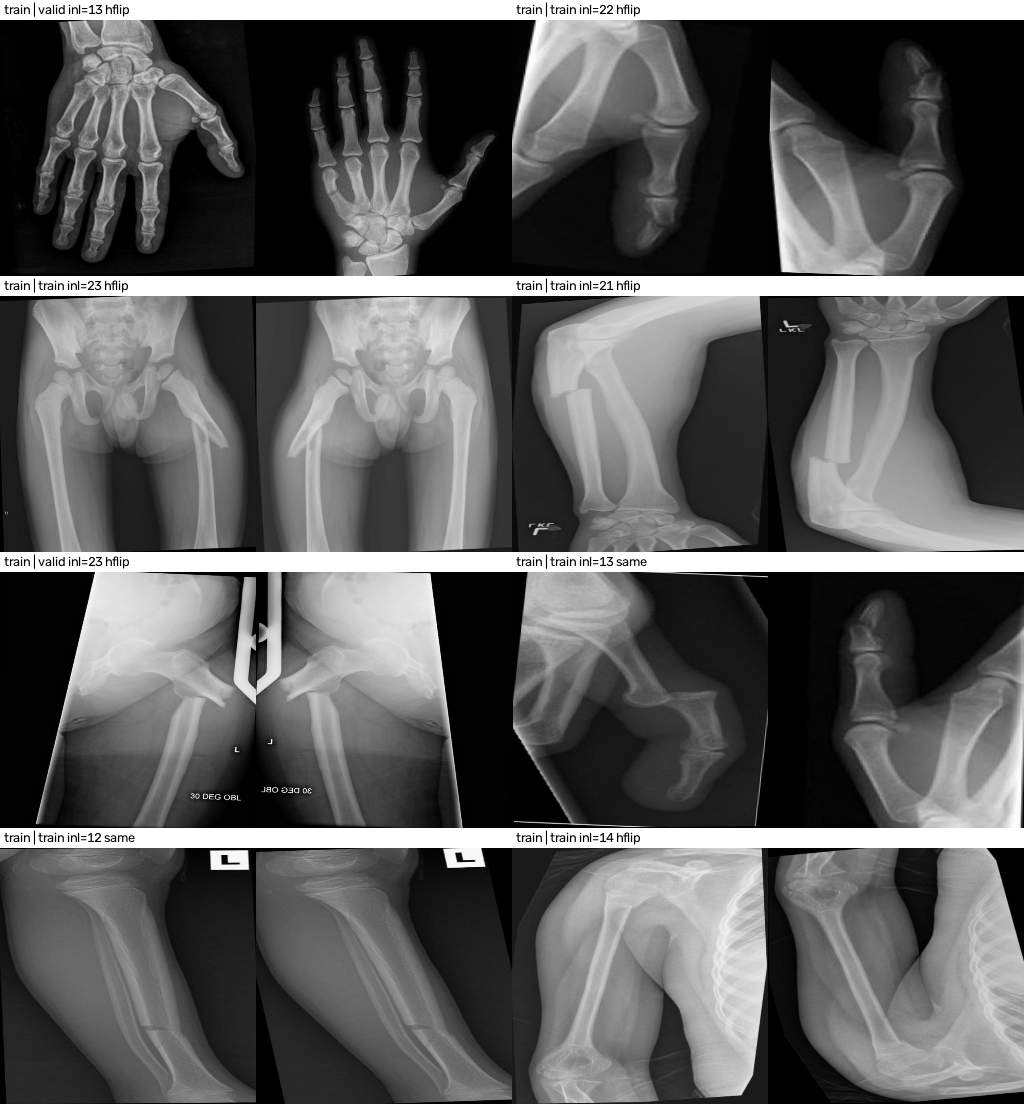 train | valid inl=13 hflip
train | train inl=22 hflip
train | train inl=23 hflip
train | train inl=21 hflip
LKL
LKL
train | valid inl=23 hflip
train | train inl=13 same
L
30 DEG OBL
L
30 DEG OBL
train | train inl=12 same
train | train inl=14 hflip
L
L